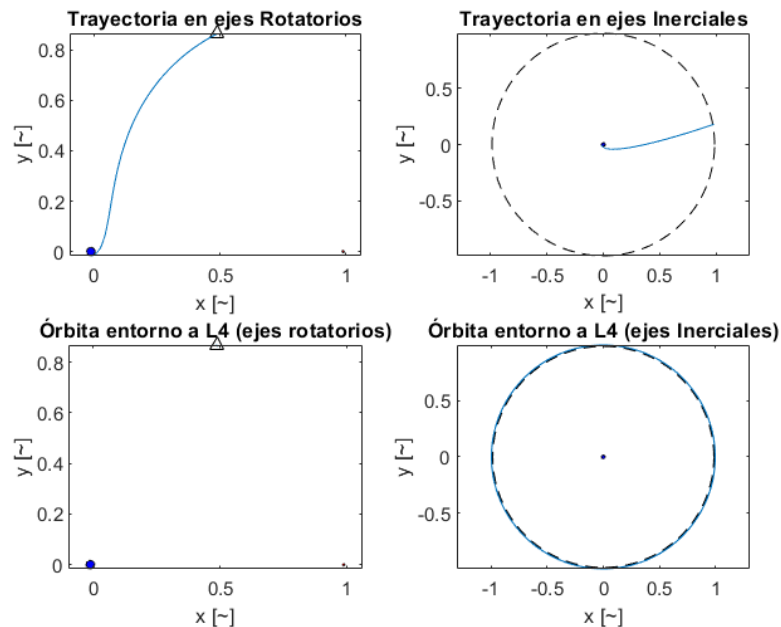 Trayectoria en ejes Rotatorios
0.8
0.6
0.4
0.2
0
y [~]
0
0.5
1
x [~]
Trayectoria en ejes Inerciales
0.5
0
-0.5
y [~]
-1
-0.5
0
0.5
1
x [~]
Órbita entorno a L4 (ejes rotatorios)
0.8
0.6
0.4
0.2
0
y [~]
0
0.5
1
x [~]
Órbita entorno a L4 (ejes Inerciales)
0.5
0
-0.5
y [~]
-1
-0.5
0
0.5
1
x [~]